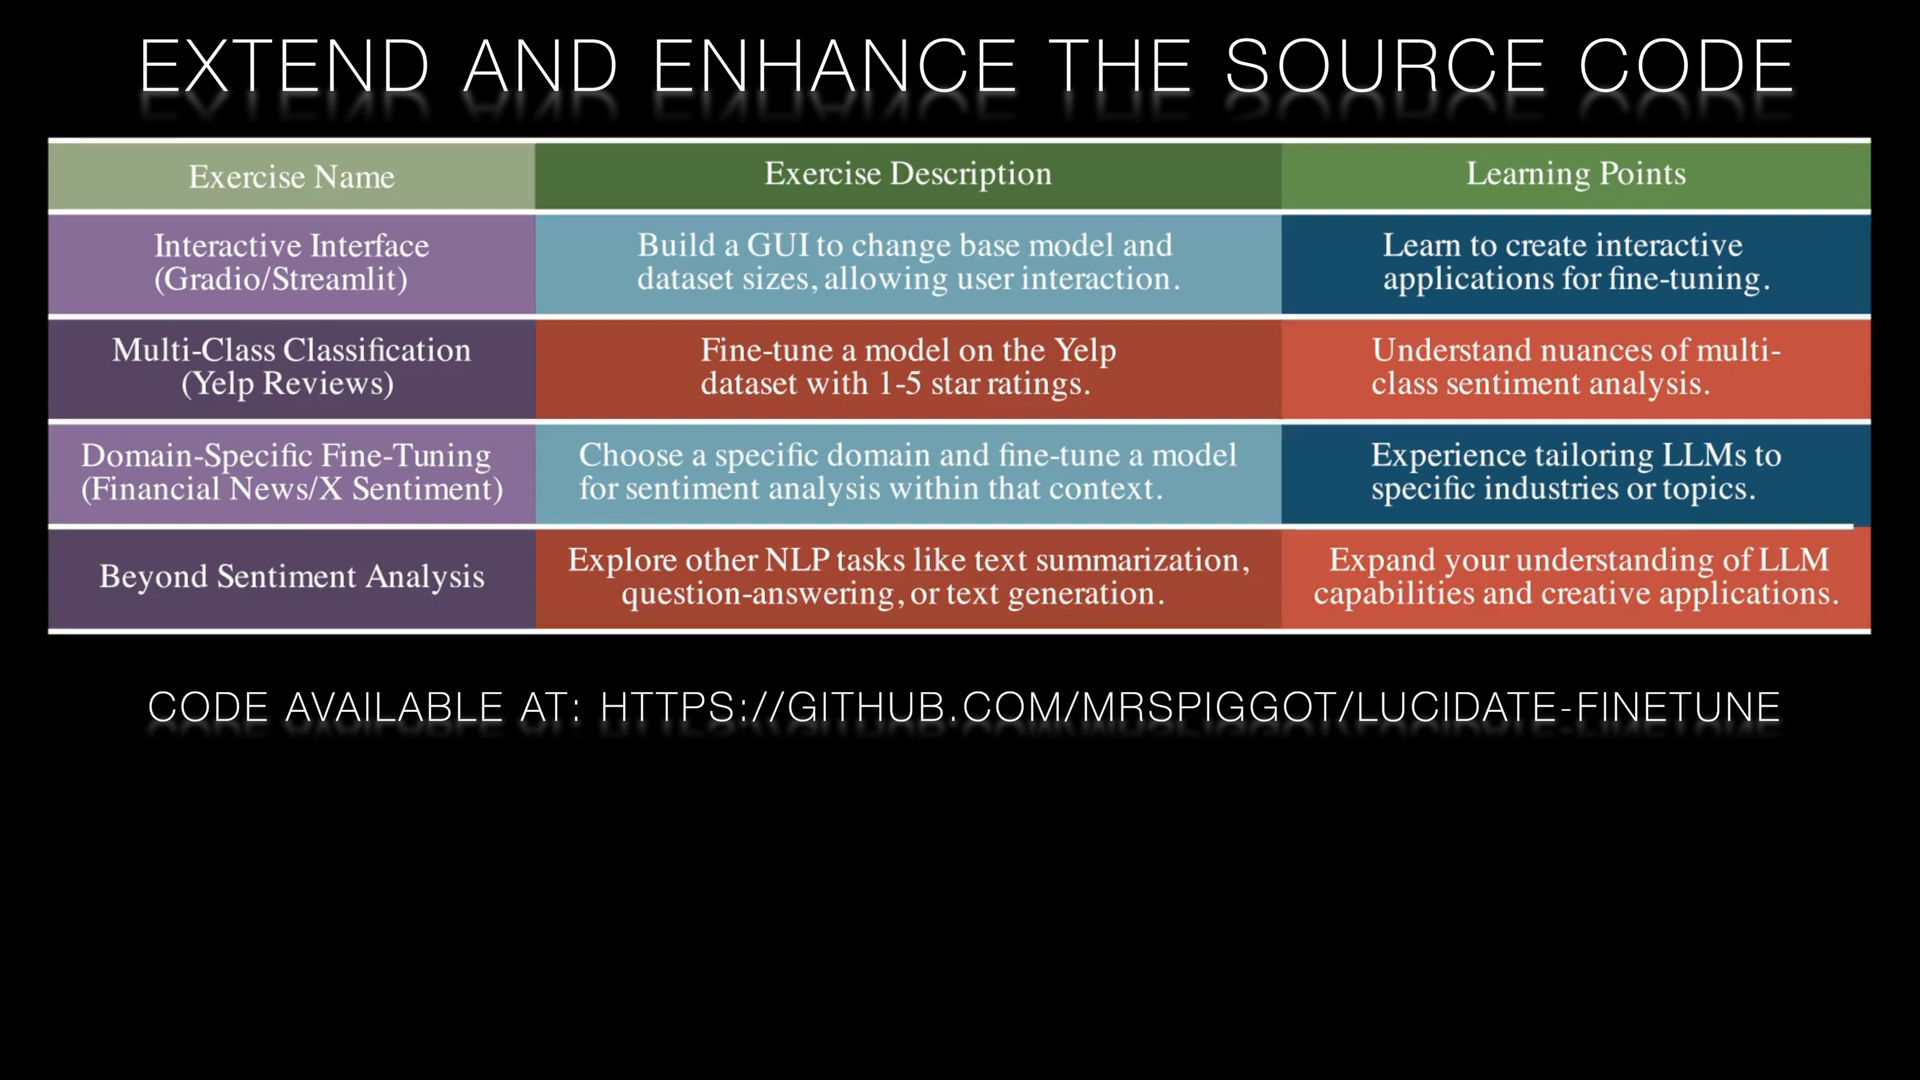 EXTEND AND ENHANCE THE SOURCE CODE
Exercise Name
Exercise Description
Learning Points
Interactive Interface
(Gradio/Streamlit)
Build a GUI to change base model and
dataset sizes, allowing user interaction.
Learn to create interactive
applications for fine-tuning.
Multi-Class Classification
(Yelp Reviews)
Fine-tune a model on the Yelp
dataset with 1-5 star ratings.
Understand nuances of multi-
class sentiment analysis.
Domain-Specific Fine-Tuning
(Financial News/X Sentiment)
Choose a specific domain and fine-tune a model
for sentiment analysis within that context.
Experience tailoring LLMs to
specific industries or topics.
Beyond Sentiment Analysis
Explore other NLP tasks like text summarization,
question-answering, or text generation.
Expand your understanding of LLM
capabilities and creative applications.
CODE AVAILABLE AT: HTTPS://GITHUB.COM/MRSPIGGOT/LUCIDATE-FINETUNE